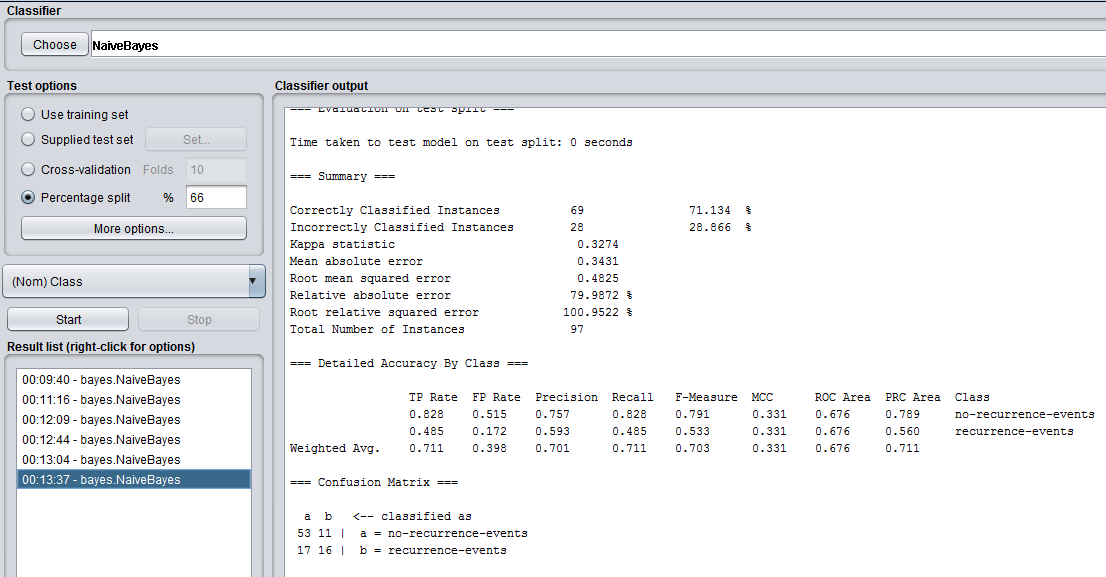 Classifier
Choose NaiveBayes
Test options
Use training set
Supplied test set Set...
Cross-validation Folds 10
Percentage split % 66
More options...
(Nom) Class
Start Stop
Result list (right-click for options)
00:09:40 - bayes.NaiveBayes
00:11:16 - bayes.NaiveBayes
00:12:09 - bayes.NaiveBayes
00:12:44 - bayes.NaiveBayes
00:13:04 - bayes.NaiveBayes
00:13:37 - bayes.NaiveBayes
Classifier output
=== Evaluation on test split ===
Time taken to test model on test split: 0 seconds
=== Summary ===
Correctly Classified Instances 69 71.134 %
Incorrectly Classified Instances 28 28.866 %
Kappa statistic 0.3274
Mean absolute error 0.3431
Root mean squared error 0.4825
Relative absolute error 79.9872 %
Root relative squared error 100.9522 %
Total Number of Instances 97
=== Detailed Accuracy By Class ===
TP Rate FP Rate Precision Recall F-Measure MCC ROC Area PRC Area Class
0.828 0.515 0.757 0.828 0.791 0.331 0.676 0.789 no-recurrence-events
0.485 0.172 0.593 0.485 0.533 0.331 0.676 0.560 recurrence-events
Weighted Avg. 0.711 0.398 0.701 0.711 0.703 0.331 0.676 0.711
=== Confusion Matrix ===
a b <-- classified as
53 11 | a = no-recurrence-events
17 16 | b = recurrence-events